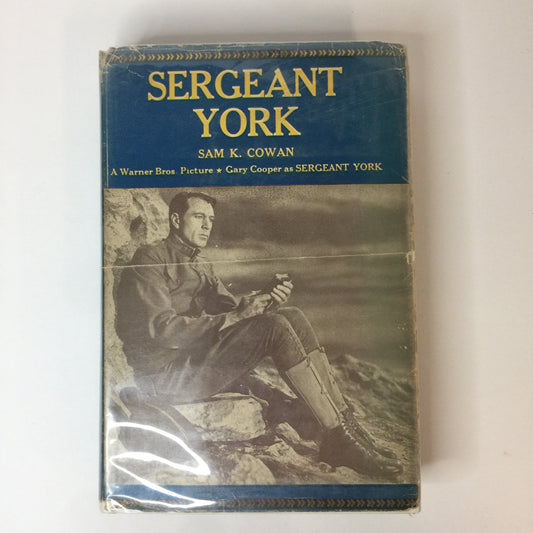 SERGEANT
YORK
SAM K. COWAN
A Warner Bros. Picture ★ Gary Cooper as SERGEANT YORK